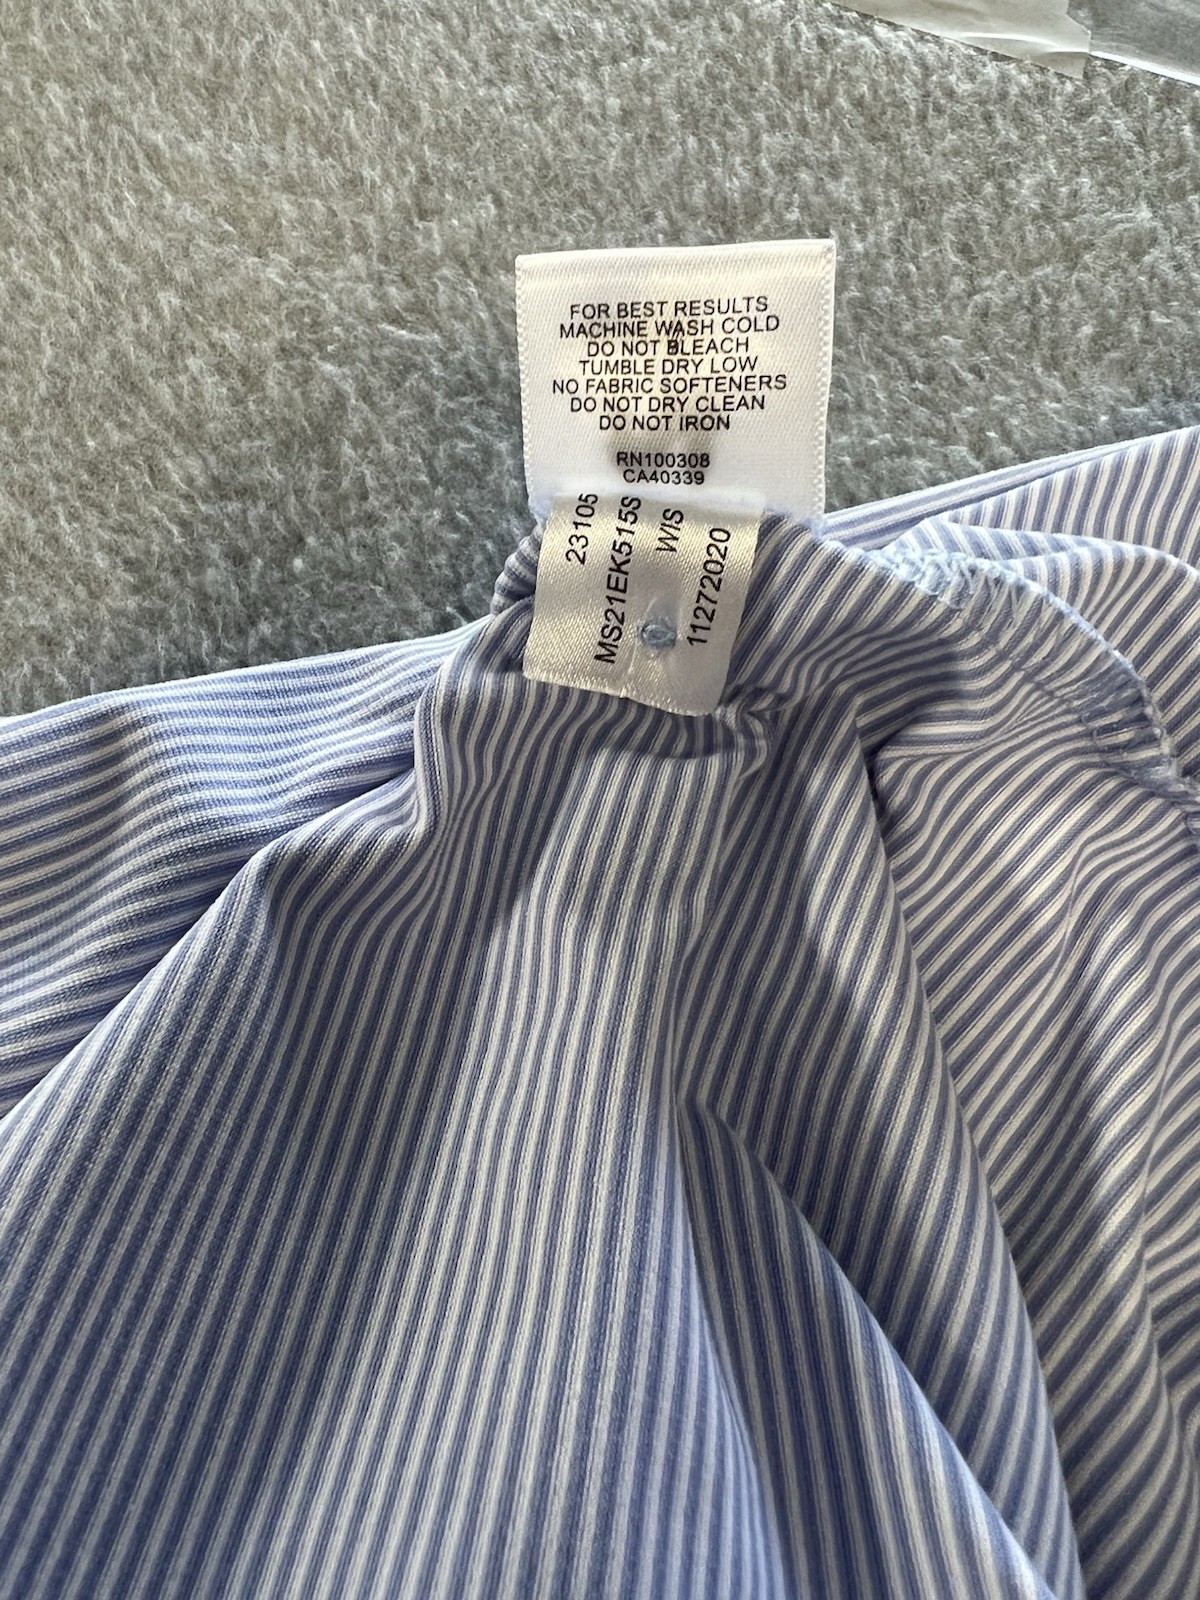 FOR BEST RESULTS
MACHINE WASH COLD
DO NOT BLEACH
TUMBLE DRY LOW
NO FABRIC SOFTENERS
DO NOT DRY CLEAN
DO NOT IRON
RN100308
CA40339
23105
MS21EK515S
WIS
11272020